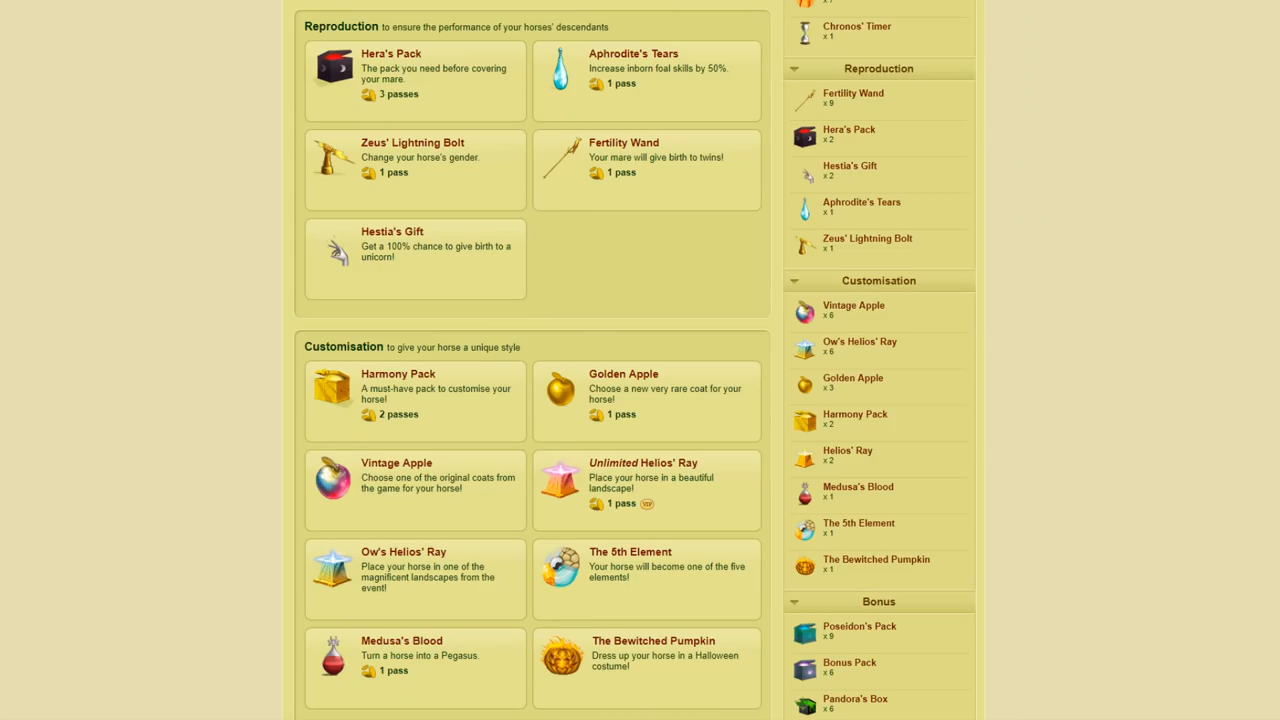 Reproduction to ensure the performance of your horses' descendants
Hera's Pack
The pack you need before covering
your mare.
3 passes
Aphrodite's Tears
Increase inborn foal skills by 50%.
1 pass
Zeus' Lightning Bolt
Change your horse's gender.
1 pass
Fertility Wand
Your mare will give birth to twins!
1 pass
Hestia's Gift
Get a 100% chance to give birth to a
unicorn!
Customisation to give your horse a unique style
Harmony Pack
A must-have pack to customise your
horse!
2 passes
Golden Apple
Choose a new very rare coat for your
horse!
1 pass
Vintage Apple
Choose one of the original coats from
the game for your horse!
Unlimited Helios' Ray
Place your horse in a beautiful
landscape!
1 pass VIP
Ow's Helios' Ray
Place your horse in one of the
magnificent landscapes from the
event!
The 5th Element
Your horse will become one of the five
elements!
Medusa's Blood
Turn a horse into a Pegasus.
1 pass
The Bewitched Pumpkin
Dress up your horse in a Halloween
costume!
Chronos' Timer
x 1
Reproduction
Fertility Wand
x 9
Hera's Pack
x 2
Hestia's Gift
x 2
Aphrodite's Tears
x 1
Zeus' Lightning Bolt
x 1
Customisation
Vintage Apple
x 6
Ow's Helios' Ray
x 6
Golden Apple
x 3
Harmony Pack
x 2
Helios' Ray
x 2
Medusa's Blood
x 1
The 5th Element
x 1
The Bewitched Pumpkin
x 1
Bonus
Poseidon's Pack
x 9
Bonus Pack
x 6
Pandora's Box
x 6